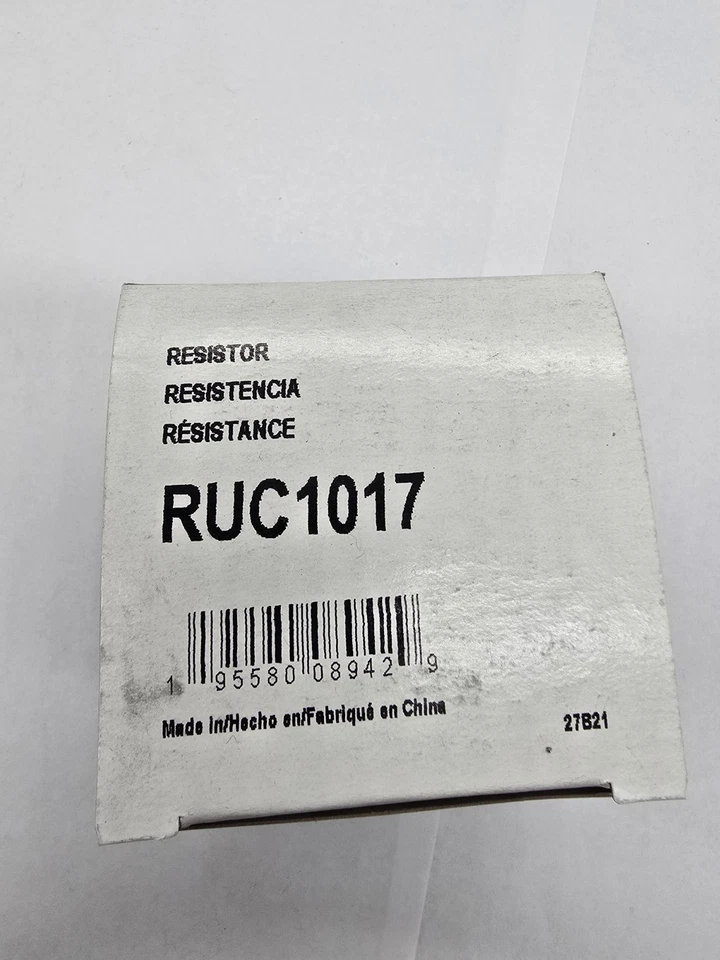 RESISTOR
RESISTENCIA
RÉSISTANCE
RUC1017
1 95580 08942 9
Made in/Hecho en/Fabriqué en China
27B21